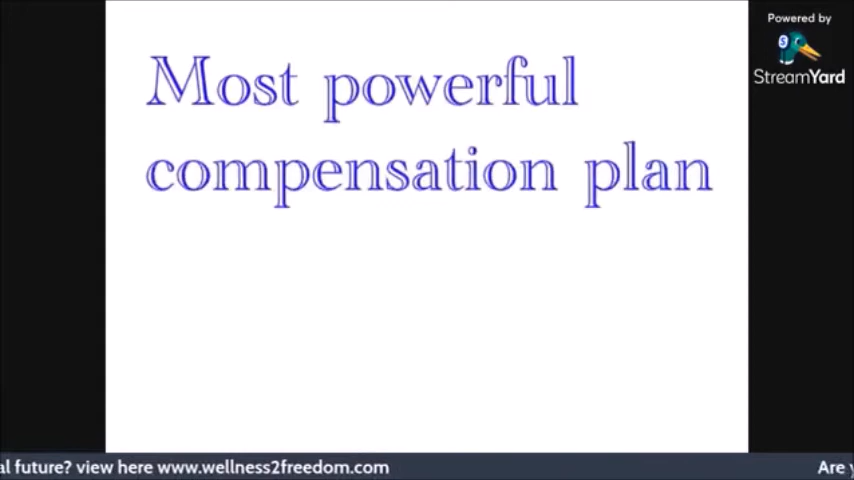 Powered by
StreamYard
Most powerful
compensation plan
al future? view here www.wellness2freedom.com
Are